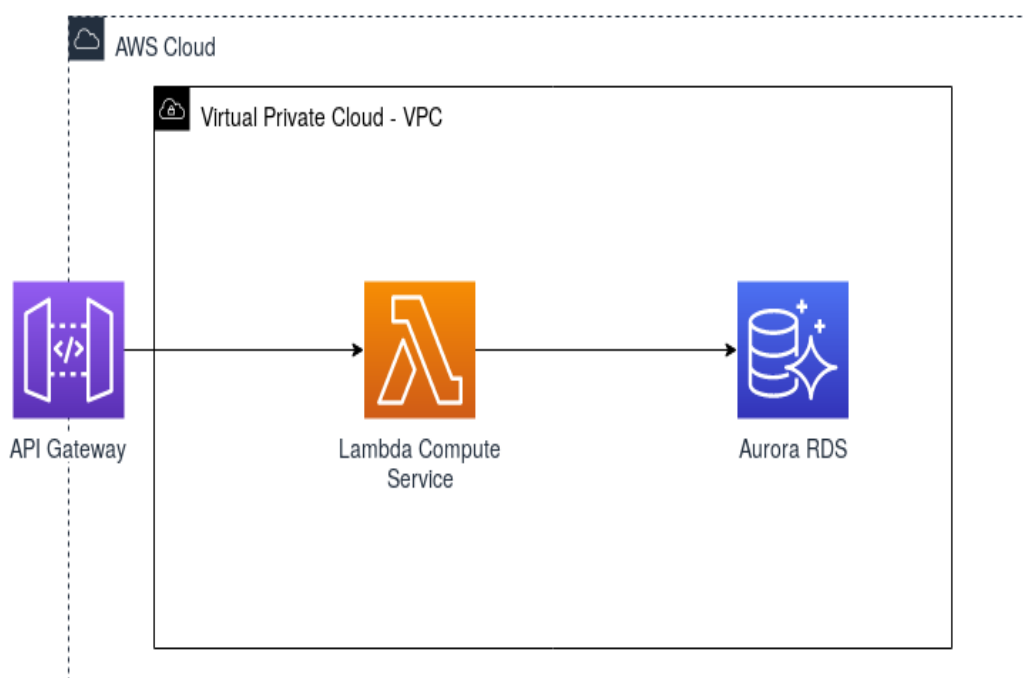 AWS Cloud
Virtual Private Cloud - VPC
</>
API Gateway
Lambda Compute
Service
Aurora RDS